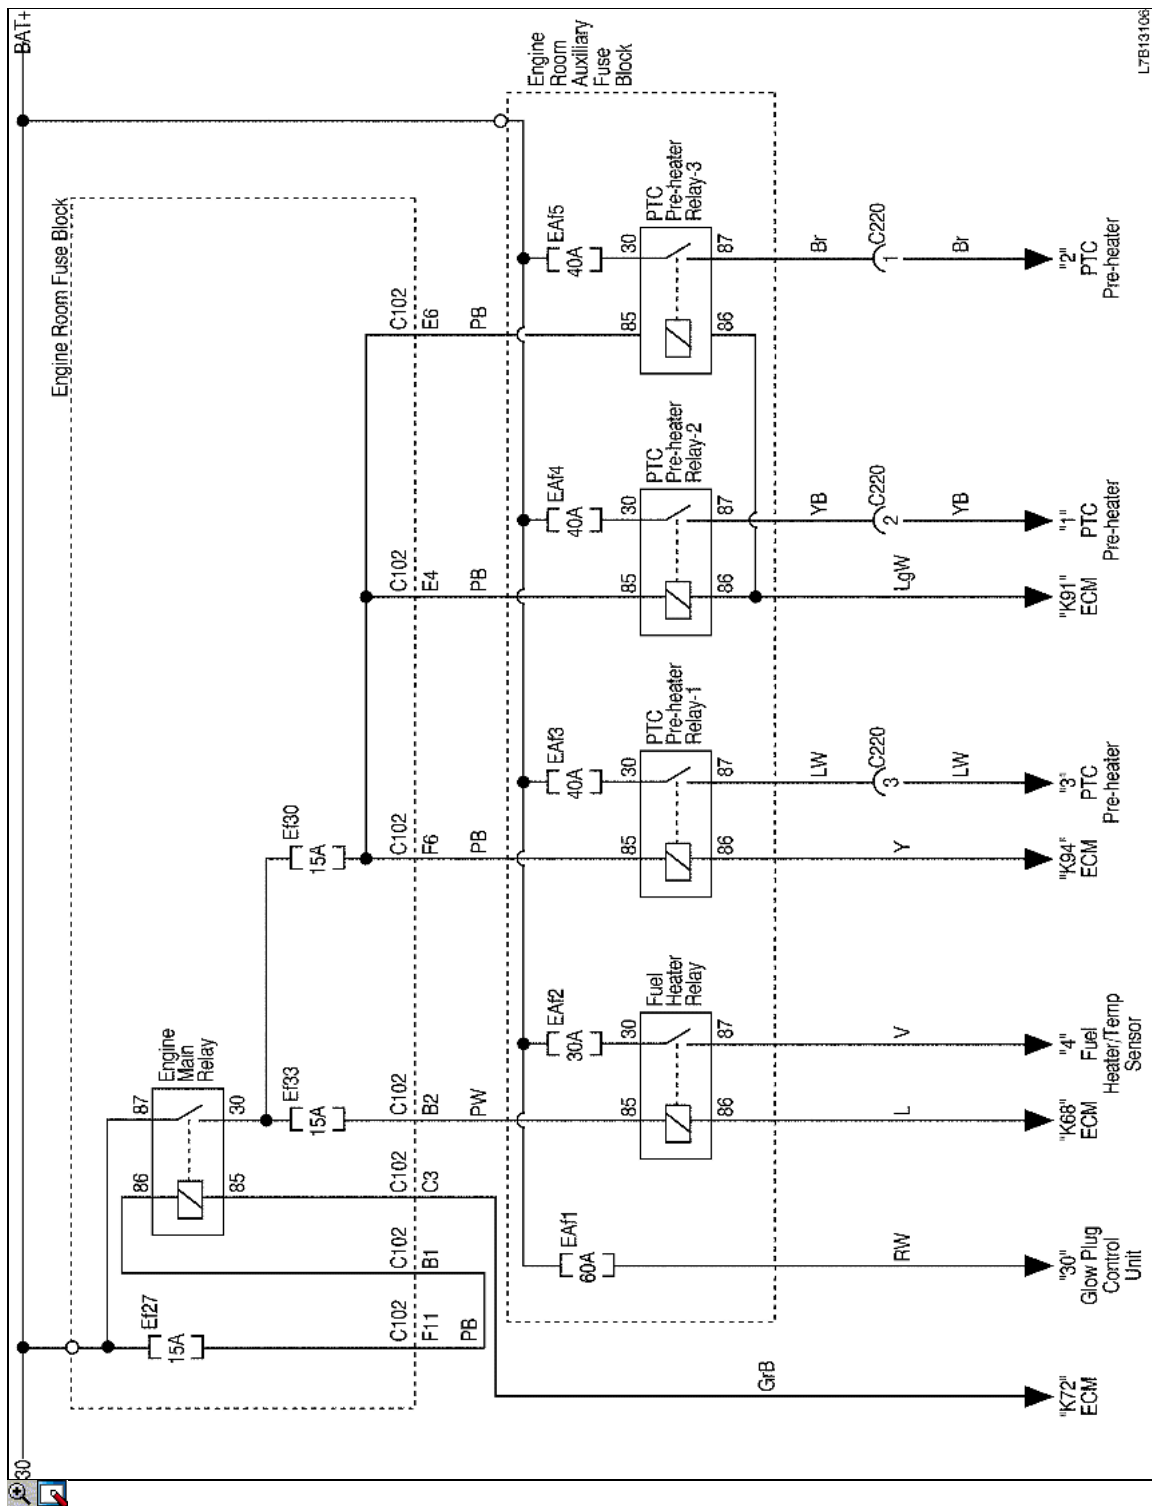 30
BAT+
Engine Room Fuse Block
Ef27
15A
86
87
Engine
Main
Relay
85
30
Ef33
15A
Ef30
15A
C102
F11
PB
C102
B1
C102
C3
C102
B2
PW
C102
F6
PB
C102
E4
PB
C102
E6
PB
Engine
Room
Auxiliary
Fuse
Block
EAf1
60A
EAf2
30A
EAf3
40A
EAf4
40A
EAf5
40A
85
30
Fuel
Heater
Relay
86
87
85
30
PTC
Pre-heater
Relay-1
86
87
85
30
PTC
Pre-heater
Relay-2
86
87
85
30
PTC
Pre-heater
Relay-3
86
87
GrB
RW
L
V
Y
LW
3
C220
LW
LgW
YB
2
C220
YB
Br
1
C220
Br
"K72"
ECM
"30"
Glow Plug
Control
Unit
"K68"
ECM
"4"
Fuel
Heater/Temp
Sensor
"K94"
ECM
"3"
PTC
Pre-heater
"K91"
ECM
"1"
PTC
Pre-heater
"2"
PTC
Pre-heater
L7B13106